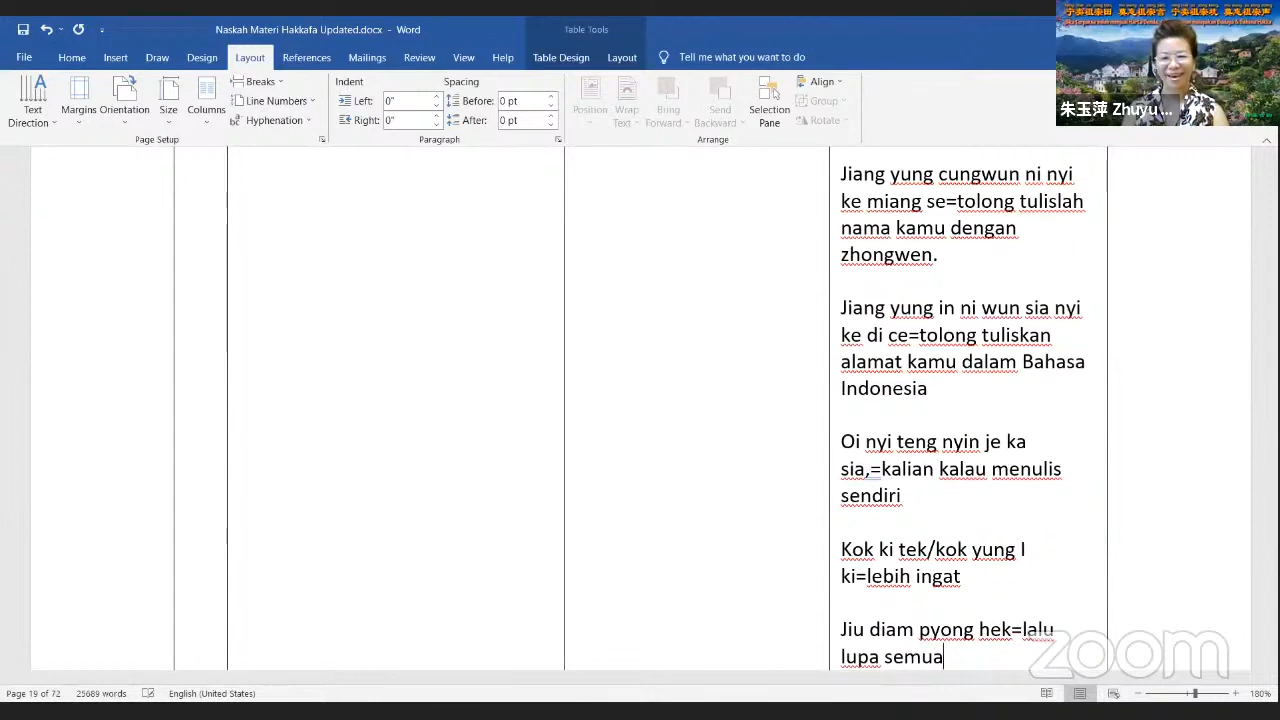 Naskah Materi Hakkafa Updated.docx - Word
Table Tools
File Home Insert Draw Design Layout References Mailings Review View Help Table Design Layout Tell me what you want to do
Text Direction
Margins
Orientation
Size
Columns
Breaks
Line Numbers
Hyphenation
Page Setup
Indent
Left: 0"
Right: 0"
Spacing
Before: 0 pt
After: 0 pt
Paragraph
Position
Wrap Text
Bring Forward
Send Backward
Selection Pane
Align
Group
Rotate
Arrange
朱玉萍 Zhuyu ...
Jiang yung cungwun ni nyi
ke miang se=tolong tulislah
nama kamu dengan
zhongwen.
Jiang yung in ni wun sia nyi
ke di ce=tolong tuliskan
alamat kamu dalam Bahasa
Indonesia
Oi nyi teng nyin je ka
sia,=kalian kalau menulis
sendiri
Kok ki tek/kok yung I
ki=lebih ingat
Jiu diam pyong hek=lalu
lupa semua
zoom
Page 19 of 72 25689 words English (United States) 180%